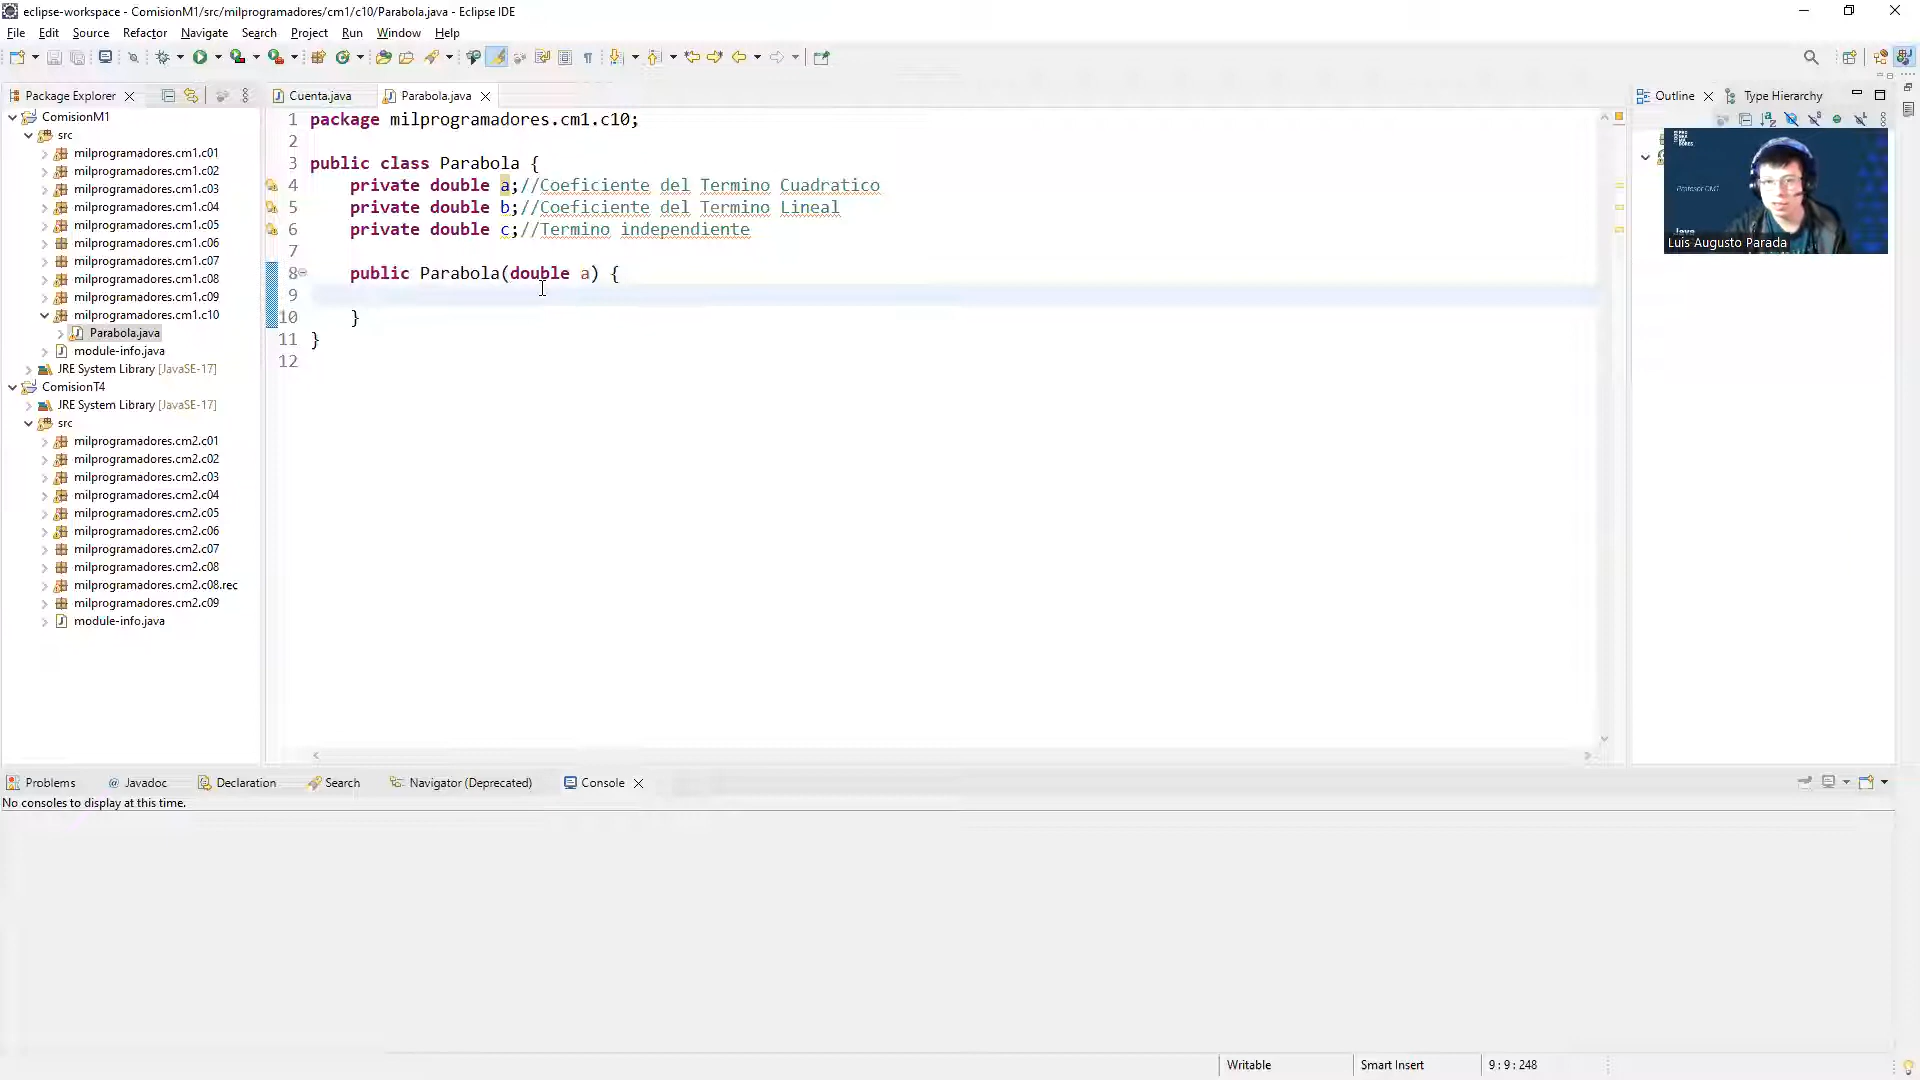 eclipse-workspace - ComisionM1/src/milprogramadores/cm1/c10/Parabola.java - Eclipse IDE
File Edit Source Refactor Navigate Search Project Run Window Help
Package Explorer
Cuenta.java
Parabola.java
Outline
Type Hierarchy
ComisionM1
src
milprogramadores.cm1.c01
milprogramadores.cm1.c02
milprogramadores.cm1.c03
milprogramadores.cm1.c04
milprogramadores.cm1.c05
milprogramadores.cm1.c06
milprogramadores.cm1.c07
milprogramadores.cm1.c08
milprogramadores.cm1.c09
milprogramadores.cm1.c10
Parabola.java
module-info.java
JRE System Library [JavaSE-17]
ComisionT4
JRE System Library [JavaSE-17]
src
milprogramadores.cm2.c01
milprogramadores.cm2.c02
milprogramadores.cm2.c03
milprogramadores.cm2.c04
milprogramadores.cm2.c05
milprogramadores.cm2.c06
milprogramadores.cm2.c07
milprogramadores.cm2.c08
milprogramadores.cm2.c08.rec
milprogramadores.cm2.c09
module-info.java
1 package milprogramadores.cm1.c10;
2
3 public class Parabola {
4 private double a;//Coeficiente del Termino Cuadratico
5 private double b;//Coeficiente del Termino Lineal
6 private double c;//Termino independiente
7
8 public Parabola(double a) {
9
10 }
11 }
12
Profesor CM1
Java
Luis Augusto Parada
Problems
Javadoc
Declaration
Search
Navigator (Deprecated)
Console
No consoles to display at this time.
Writable
Smart Insert
9 : 9 : 248